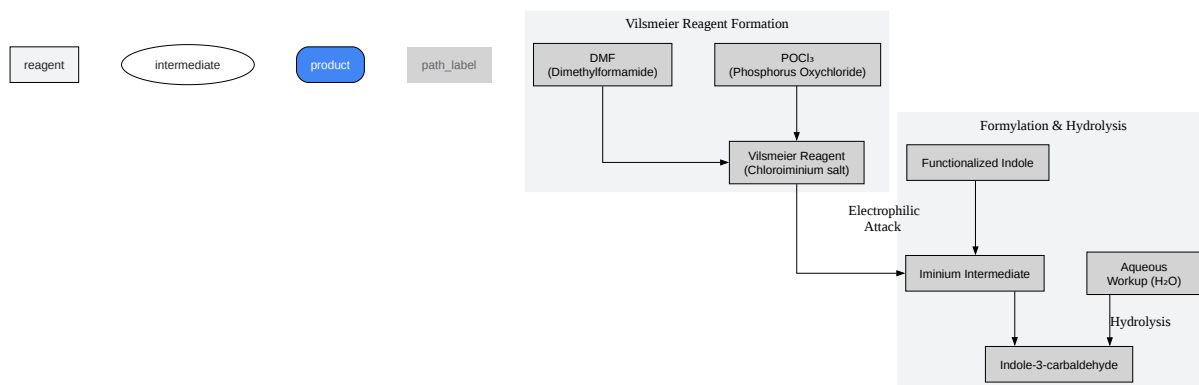 reagent
intermediate
product
path_label
Vilsmeier Reagent Formation
DMF
(Dimethylformamide)
POCl₃
(Phosphorus Oxychloride)
Vilsmeier Reagent
(Chloroiminium salt)
Formylation & Hydrolysis
Functionalized Indole
Electrophilic
Attack
Iminium Intermediate
Aqueous
Workup (H₂O)
Hydrolysis
Indole-3-carbaldehyde